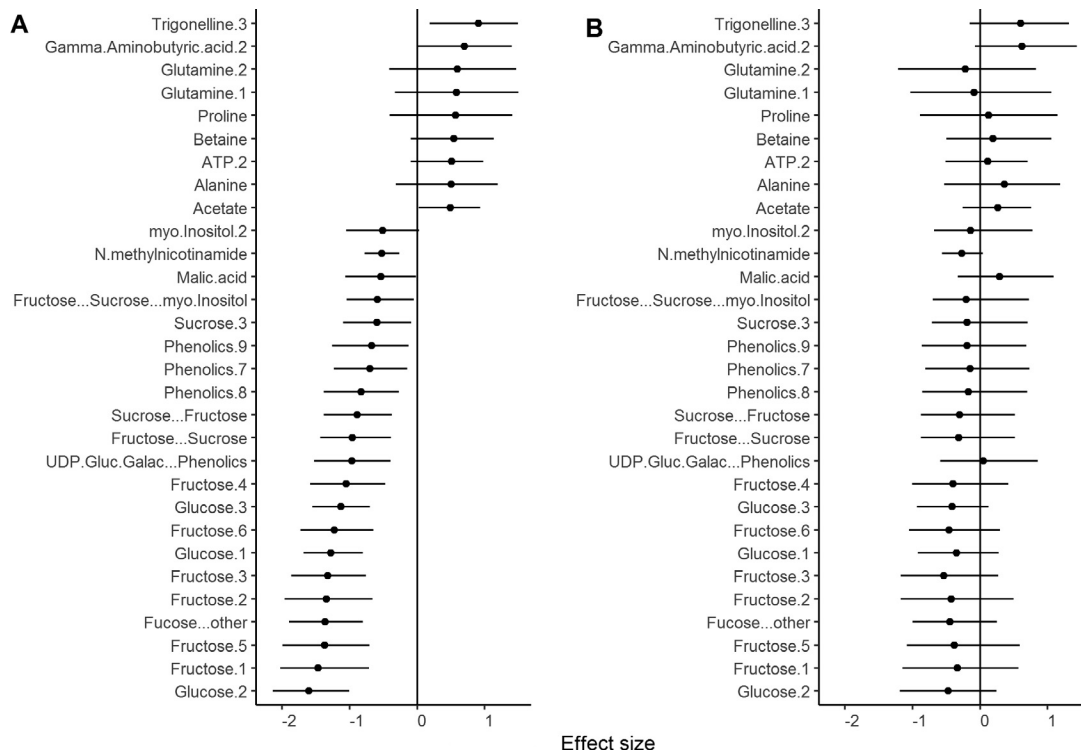 A
Trigonelline.3
Gamma.Aminobutyric.acid.2
Glutamine.2
Glutamine.1
Proline
Betaine
ATP.2
Alanine
Acetate
myo.Inositol.2
N.methylnicotinamide
Malic.acid
Fructose...Sucrose...myo.Inositol
Sucrose.3
Phenolics.9
Phenolics.7
Phenolics.8
Sucrose...Fructose
Fructose...Sucrose
UDP.Gluc.Galac...Phenolics
Fructose.4
Glucose.3
Fructose.6
Glucose.1
Fructose.3
Fructose.2
Fucose...other
Fructose.5
Fructose.1
Glucose.2
-2 -1 0 1
B
Trigonelline.3
Gamma.Aminobutyric.acid.2
Glutamine.2
Glutamine.1
Proline
Betaine
ATP.2
Alanine
Acetate
myo.Inositol.2
N.methylnicotinamide
Malic.acid
Fructose...Sucrose...myo.Inositol
Sucrose.3
Phenolics.9
Phenolics.7
Phenolics.8
Sucrose...Fructose
Fructose...Sucrose
UDP.Gluc.Galac...Phenolics
Fructose.4
Glucose.3
Fructose.6
Glucose.1
Fructose.3
Fructose.2
Fucose...other
Fructose.5
Fructose.1
Glucose.2
-2 -1 0 1
Effect size